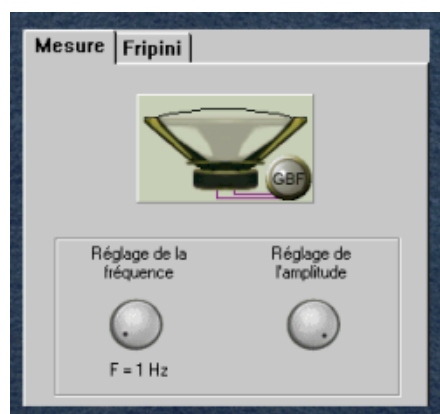 Mesure
Fripini
GBF
Réglage de la
fréquence
Réglage de
l'amplitude
F = 1 Hz